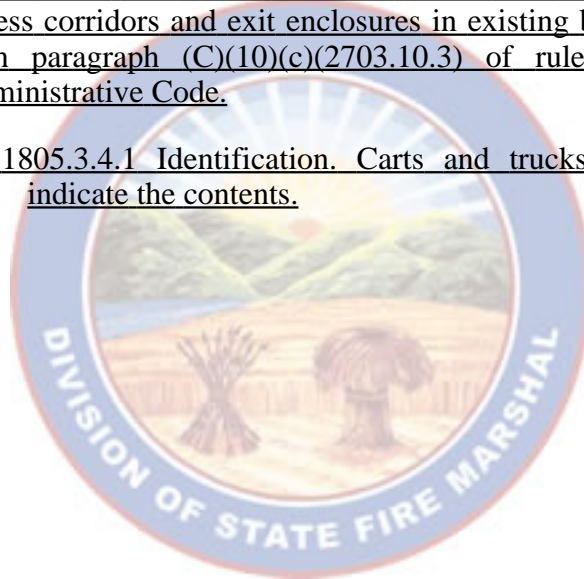 ess corridors and exit enclosures in existing b
n paragraph (C)(10)(c)(2703.10.3) of rule
ministrative Code.
1805.3.4.1 Identification. Carts and trucks
indicate the contents.
DIVISION OF STATE FIRE MARSHAL